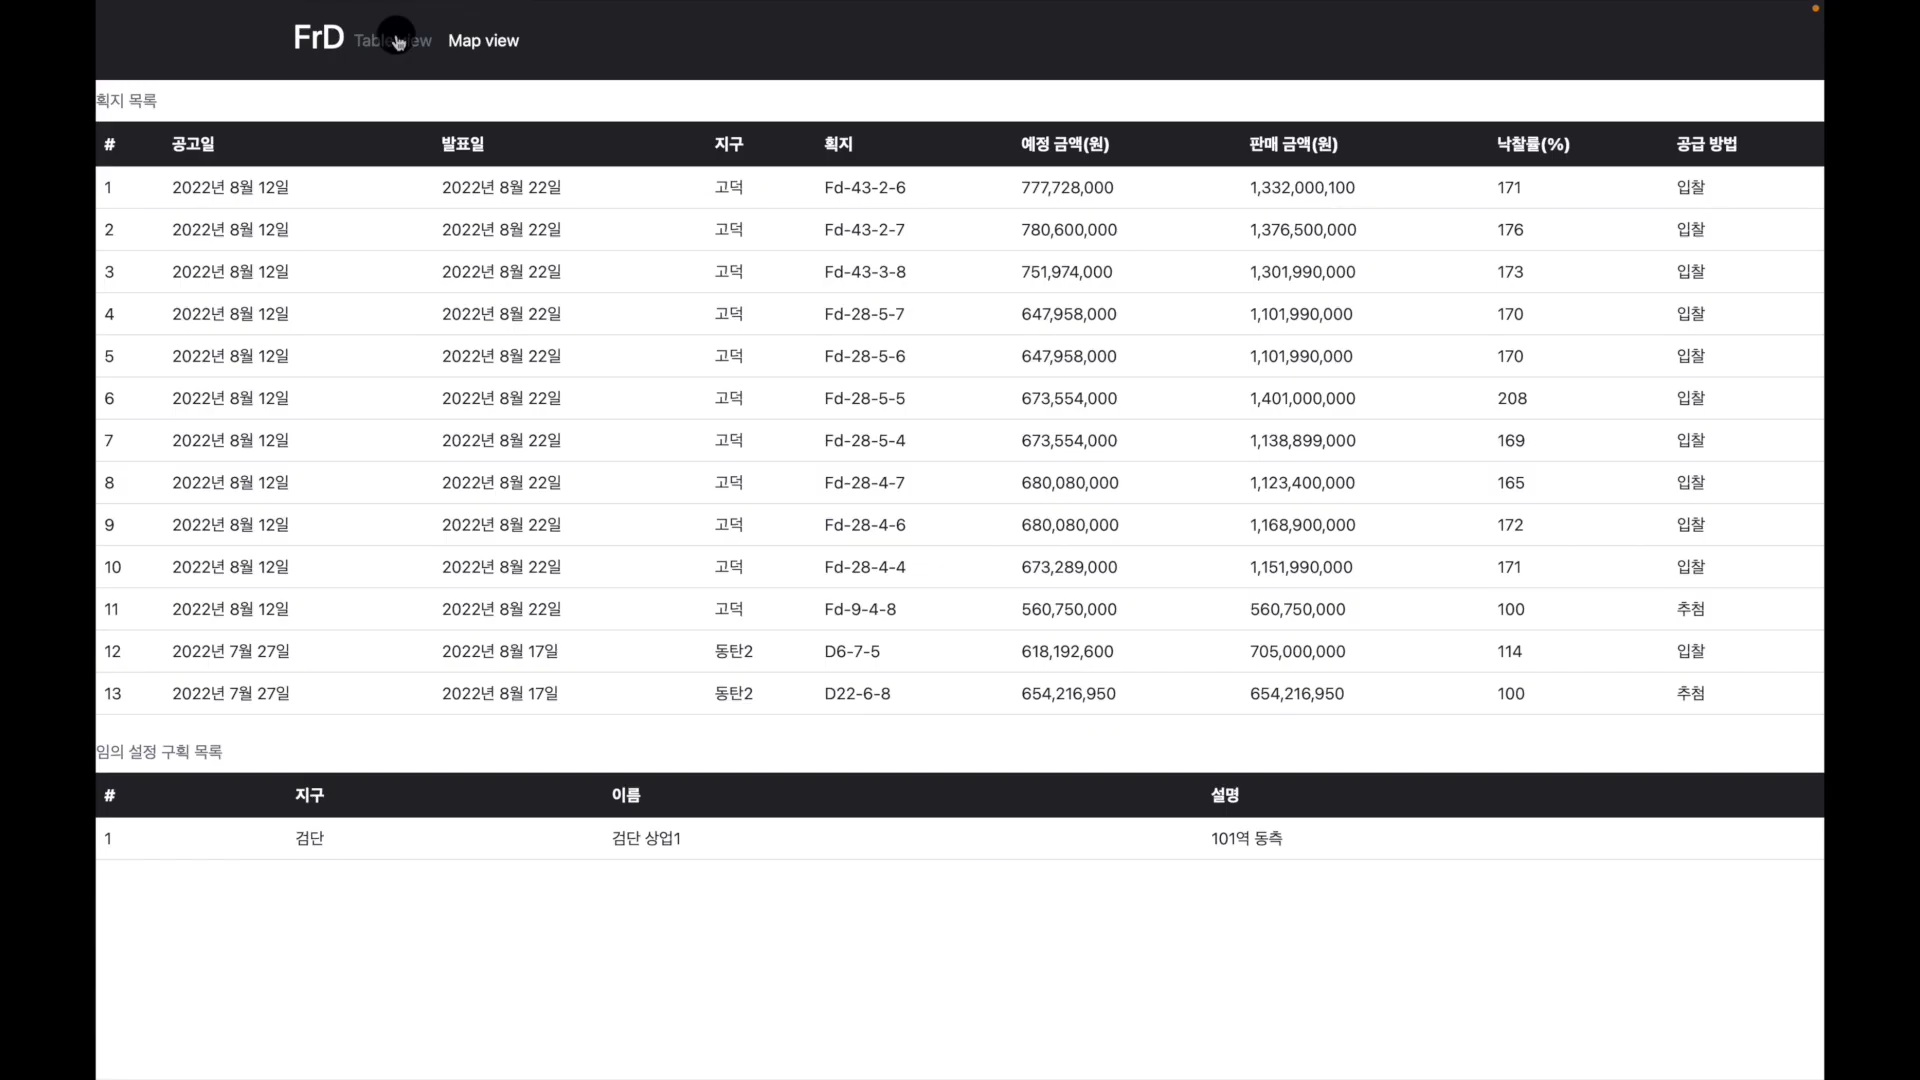 FrD Table view Map view
획지 목록
# 공고일 발표일 지구 획지 예정 금액(원) 판매 금액(원) 낙찰률(%) 공급 방법
1 2022년 8월 12일 2022년 8월 22일 고덕 Fd-43-2-6 777,728,000 1,332,000,100 171 입찰
2 2022년 8월 12일 2022년 8월 22일 고덕 Fd-43-2-7 780,600,000 1,376,500,000 176 입찰
3 2022년 8월 12일 2022년 8월 22일 고덕 Fd-43-3-8 751,974,000 1,301,990,000 173 입찰
4 2022년 8월 12일 2022년 8월 22일 고덕 Fd-28-5-7 647,958,000 1,101,990,000 170 입찰
5 2022년 8월 12일 2022년 8월 22일 고덕 Fd-28-5-6 647,958,000 1,101,990,000 170 입찰
6 2022년 8월 12일 2022년 8월 22일 고덕 Fd-28-5-5 673,554,000 1,401,000,000 208 입찰
7 2022년 8월 12일 2022년 8월 22일 고덕 Fd-28-5-4 673,554,000 1,138,899,000 169 입찰
8 2022년 8월 12일 2022년 8월 22일 고덕 Fd-28-4-7 680,080,000 1,123,400,000 165 입찰
9 2022년 8월 12일 2022년 8월 22일 고덕 Fd-28-4-6 680,080,000 1,168,900,000 172 입찰
10 2022년 8월 12일 2022년 8월 22일 고덕 Fd-28-4-4 673,289,000 1,151,990,000 171 입찰
11 2022년 8월 12일 2022년 8월 22일 고덕 Fd-9-4-8 560,750,000 560,750,000 100 추첨
12 2022년 7월 27일 2022년 8월 17일 동탄2 D6-7-5 618,192,600 705,000,000 114 입찰
13 2022년 7월 27일 2022년 8월 17일 동탄2 D22-6-8 654,216,950 654,216,950 100 추첨
임의 설정 구획 목록
# 지구 이름 설명
1 검단 검단 상업1 101역 동측